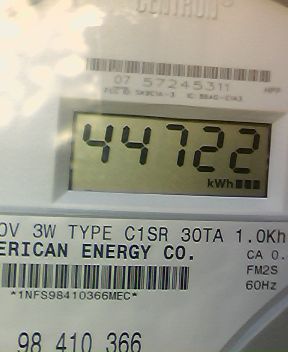 CENTRON®
07 57245311
44722
kWh
0V 3W TYPE C1SR 30TA 1.0Kh
ERICAN ENERGY CO.
CA 0.
FM2S
60Hz
*1NFS98410366MEC*
98 410 366